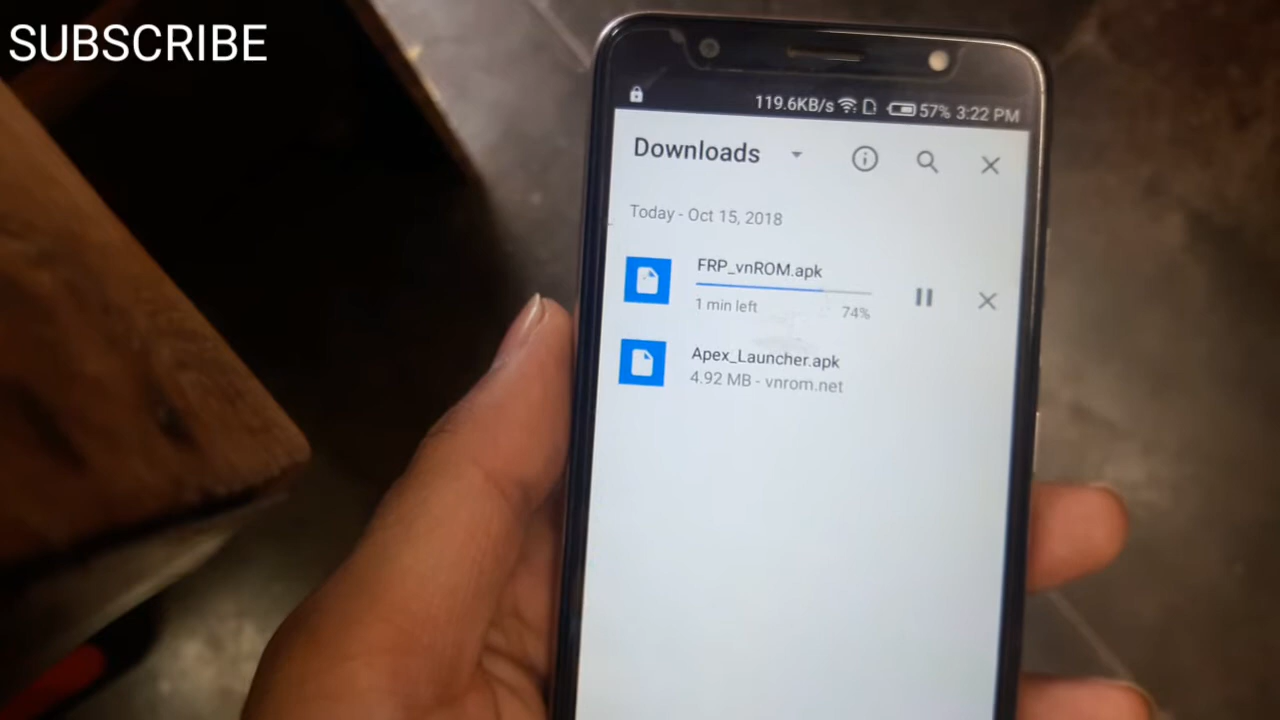 SUBSCRIBE
119.6KB/s 57% 3:22 PM
Downloads
Today - Oct 15, 2018
FRP_vnROM.apk
1 min left 74%
Apex_Launcher.apk
4.92 MB - vnrom.net